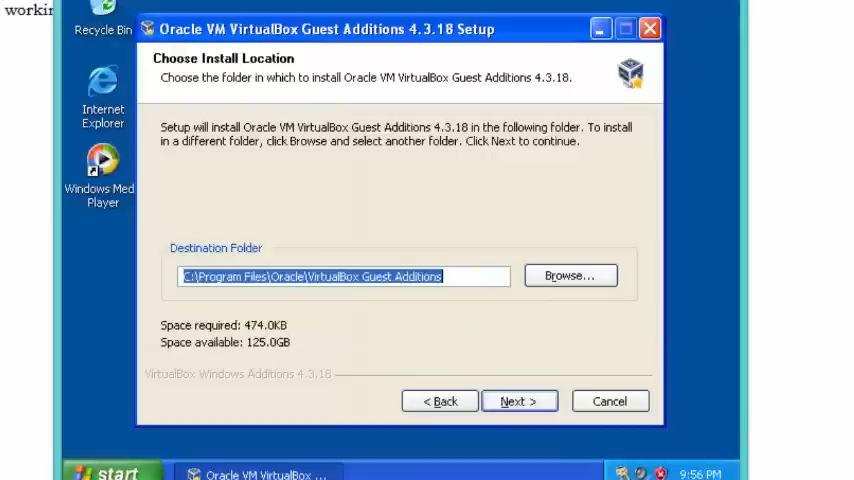 workin
Recycle Bin
Internet
Explorer
Windows Med
Player
Oracle VM VirtualBox Guest Additions 4.3.18 Setup
Choose Install Location
Choose the folder in which to install Oracle VM VirtualBox Guest Additions 4.3.18.
Setup will install Oracle VM VirtualBox Guest Additions 4.3.18 in the following folder. To install
in a different folder, click Browse and select another folder. Click Next to continue.
Destination Folder
C:\Program Files\Oracle\VirtualBox Guest Additions
Browse...
Space required: 474.0KB
Space available: 125.0GB
VirtualBox Windows Additions 4.3.18
< Back
Next >
Cancel
start
Oracle VM VirtualBox ...
9:56 PM